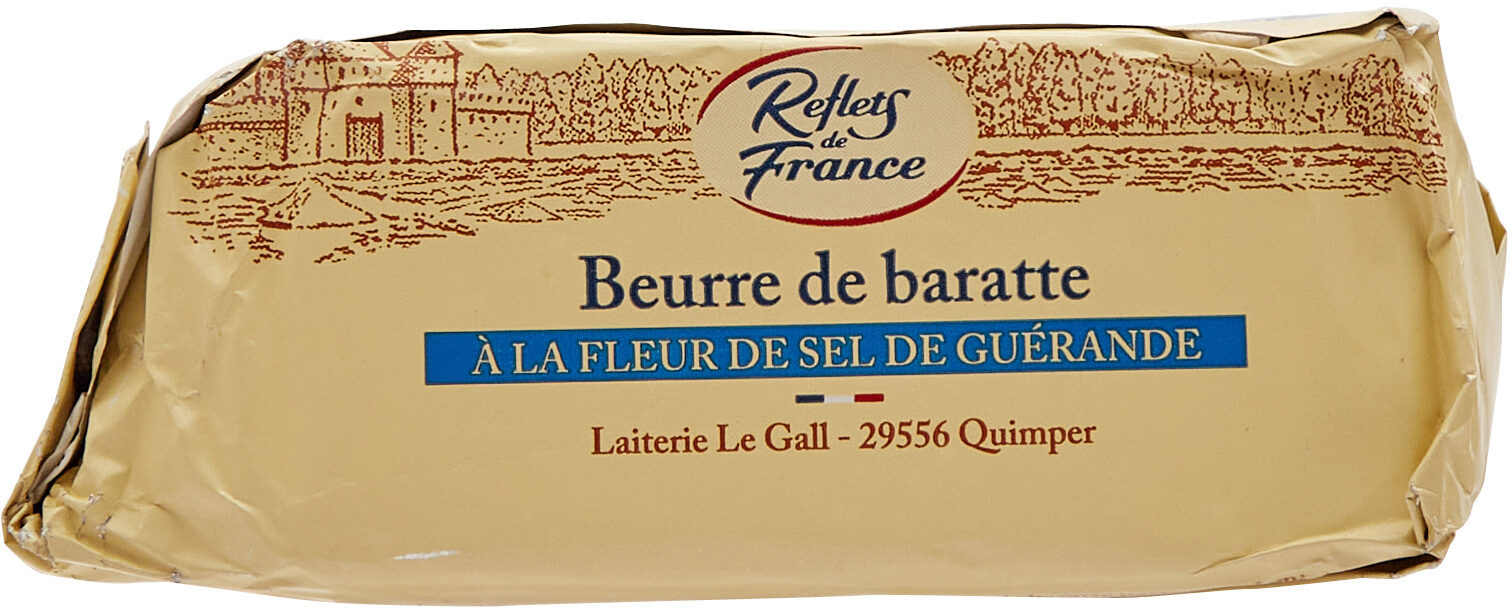 Reflets
de
France
Beurre de baratte
À LA FLEUR DE SEL DE GUÉRANDE
Laiterie Le Gall - 29556 Quimper